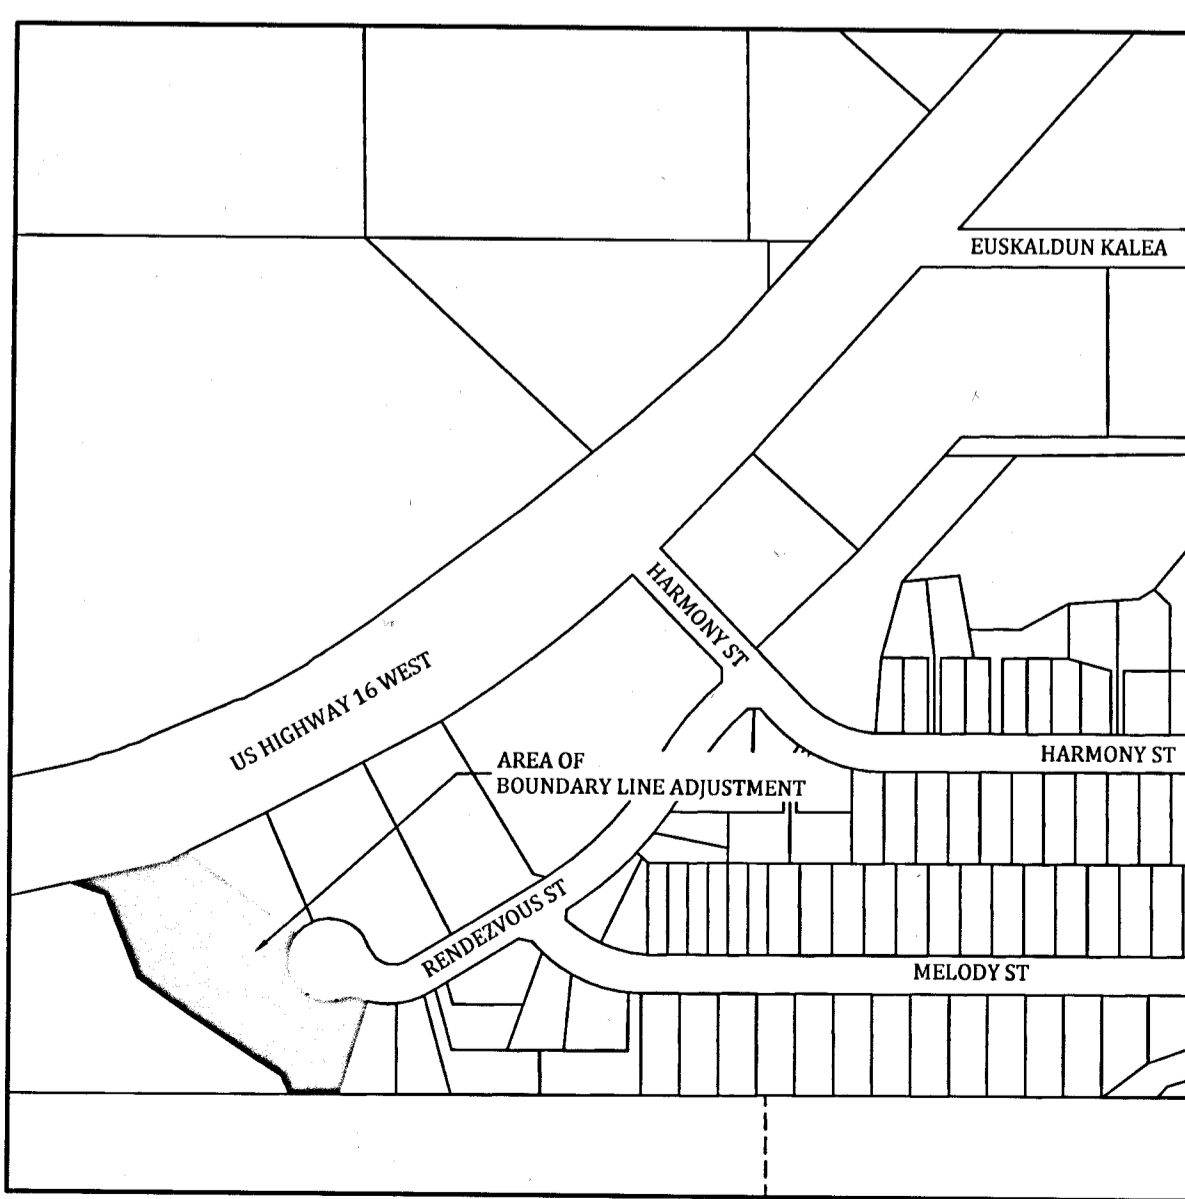 EUSKALDUN KALEA
HARMONY ST
US HIGHWAY 16 WEST
HARMONY ST
AREA OF
BOUNDARY LINE ADJUSTMENT
RENDEZVOUS ST
MELODY ST